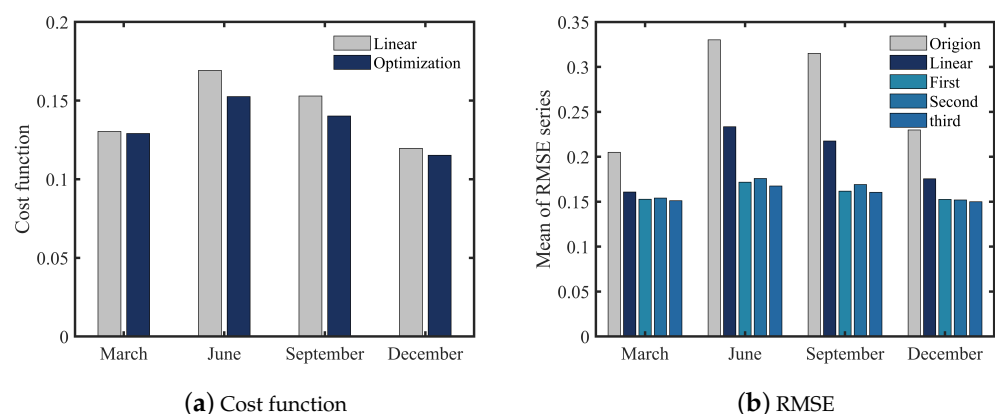 0.2
0.15
0.1
0.05
0
Cost function
Linear
Optimization
March June September December
(a) Cost function
0.35
0.3
0.25
0.2
0.15
0.1
0.05
0
Mean of RMSE series
Origion
Linear
First
Second
third
March June September December
(b) RMSE